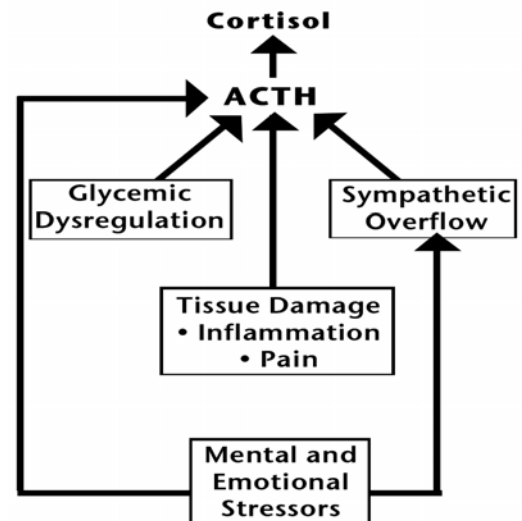 Cortisol
ACTH
Glycemic
Dysregulation
Sympathetic
Overflow
Tissue Damage
• Inflammation
• Pain
Mental and
Emotional
Stressors